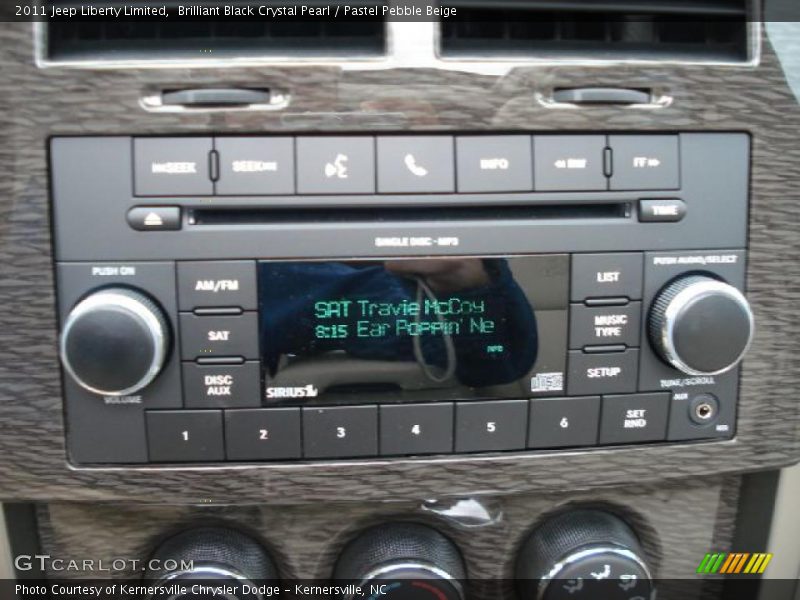 2011 Jeep Liberty Limited,  Brilliant Black Crystal Pearl / Pastel Pebble Beige
SEEK SEEK INFO RW FF
TIME
SINGLE DISC - MP3
PUSH ON AM/FM LIST PUSH AUDIO/SELECT
SAT Travie McCoy
8:15 Ear Poppin' Ne
SAT MUSIC TYPE
DISC AUX SETUP
VOLUME SIRIUS TUNE/SCROLL
1 2 3 4 5 6 SET RND AUX
GTCARLOT.COM
Photo Courtesy of Kernersville Chrysler Dodge – Kernersville, NC